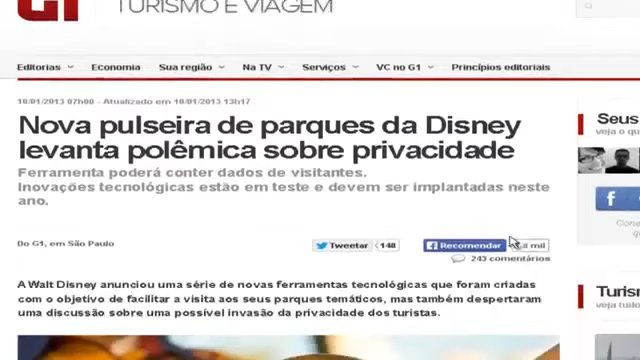 G1
TURISMO E VIAGEM
Editorias Economia Sua região Na TV Serviços VC no G1 Princípios editoriais
10/01/2013 07h00 - Atualizado em 10/01/2013 13h17
Nova pulseira de parques da Disney
levanta polêmica sobre privacidade
Ferramenta poderá conter dados de visitantes.
Inovações tecnológicas estão em teste e devem ser implantadas neste
ano.
Do G1, em São Paulo
Tweetar 148 Recomendar mil
243 comentários
A Walt Disney anunciou uma série de novas ferramentas tecnológicas que foram criadas
com o objetivo de facilitar a visita aos seus parques temáticos, mas também despertaram
uma discussão sobre uma possível invasão da privacidade dos turistas.
Seus
veja o qu
f
Turism